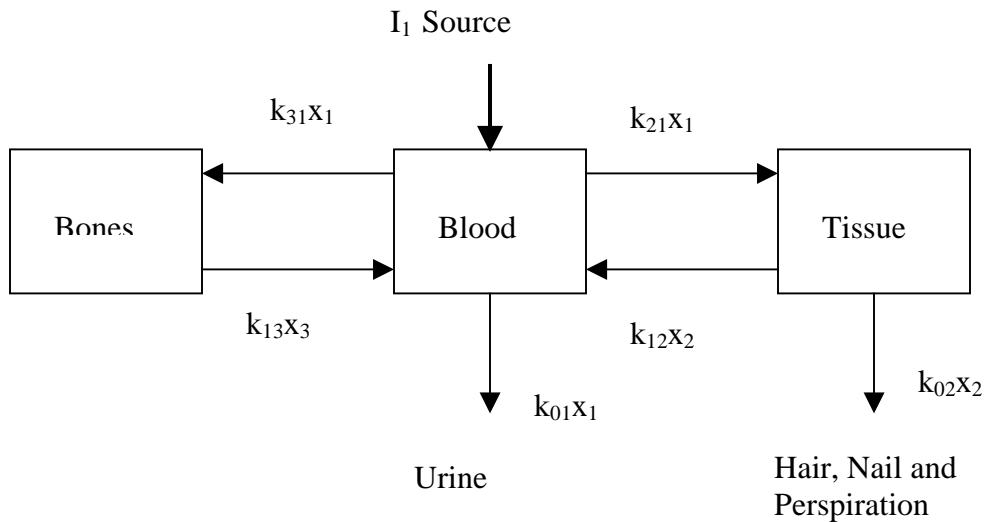 I₁ Source
k₃₁x₁
k₂₁x₁
Bones
Blood
Tissue
k₁₃x₃
k₁₂x₂
k₀₁x₁
k₀₂x₂
Urine
Hair, Nail and
Perspiration